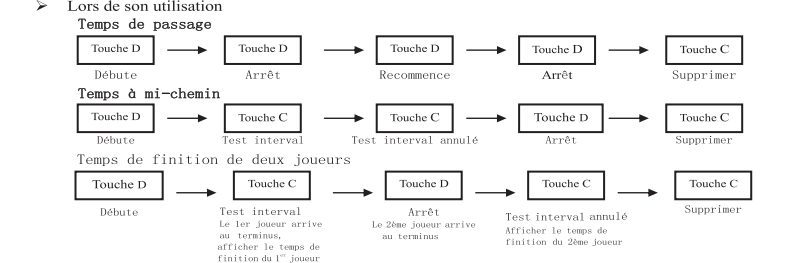 ➢ Lors de son utilisation
Temps de passage
Touche D Touche D Touche D Touche D Touche C
Débute Arrêt Recommence Arrêt Supprimer
Temps à mi-chemin
Touche D Touche C Touche C Touche D Touche C
Débute Test interval Test interval annulé Arrêt Supprimer
Temps de finition de deux joueurs
Touche D Touche C Touche D Touche C Touche C
Débute Test interval Arrêt Test interval annulé Supprimer
Le 1er joueur arrive Le 2ème joueur arrive Afficher le temps de
au terminus, au terminus finition du 2ème joueur
afficher le temps de
finition du 1er joueur